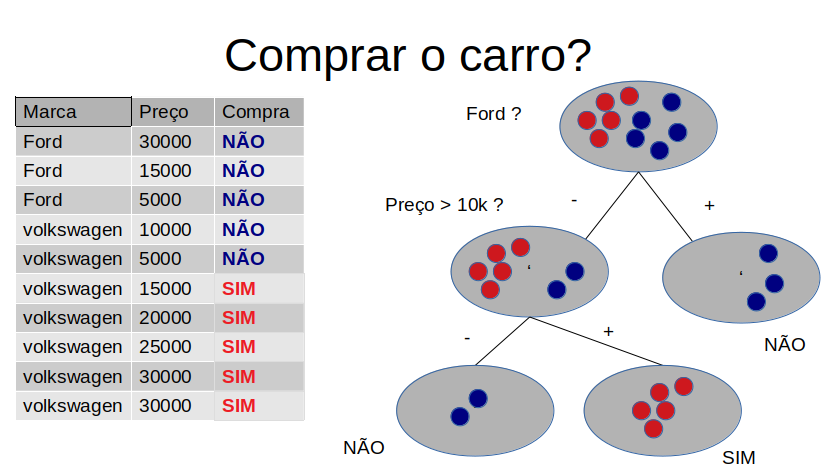 Comprar o carro?
Marca Preço Compra
Ford 30000 NÃO
Ford 15000 NÃO
Ford 5000 NÃO
volkswagen 10000 NÃO
volkswagen 5000 NÃO
volkswagen 15000 SIM
volkswagen 20000 SIM
volkswagen 25000 SIM
volkswagen 30000 SIM
volkswagen 30000 SIM
Ford ?
- +
Preço > 10k ?
‘ ‘
- +
NÃO
NÃO
SIM